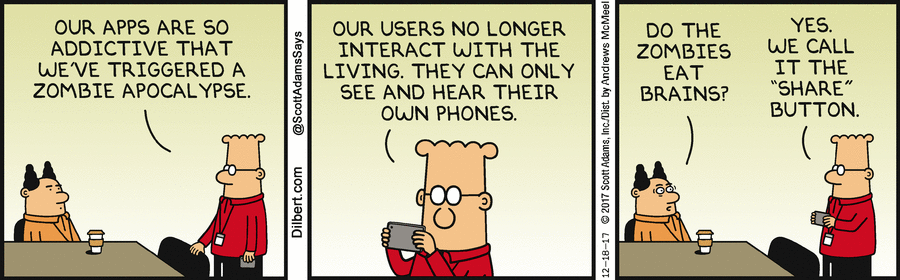 OUR APPS ARE SO
ADDICTIVE THAT
WE'VE TRIGGERED A
ZOMBIE APOCALYPSE.
Dilbert.com @ScottAdamsSays
OUR USERS NO LONGER
INTERACT WITH THE
LIVING. THEY CAN ONLY
SEE AND HEAR THEIR
OWN PHONES.
12-18-17 © 2017 Scott Adams, Inc./Dist. by Andrews McMeel
DO THE
ZOMBIES
EAT
BRAINS?
YES.
WE CALL
IT THE
"SHARE"
BUTTON.